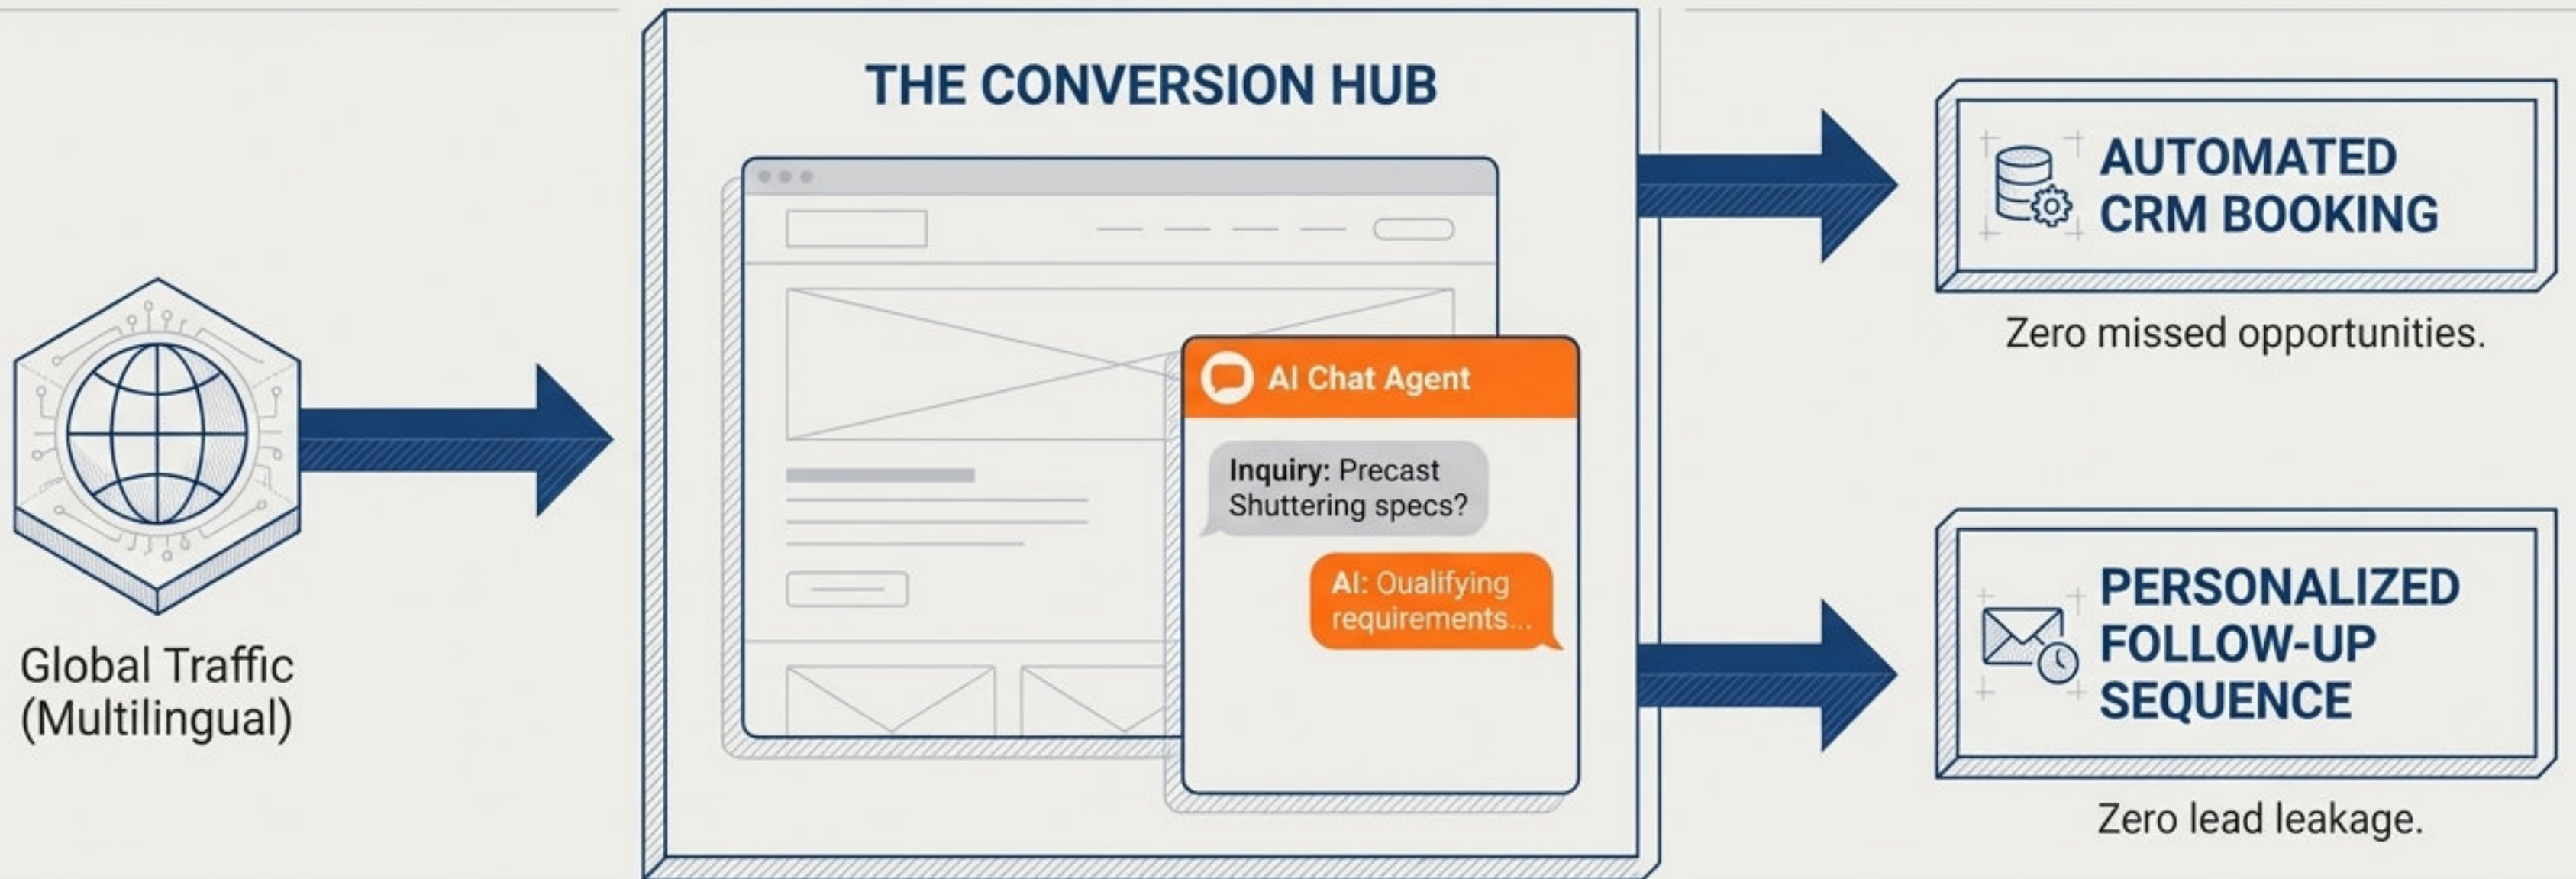 THE CONVERSION HUB
Global Traffic
(Multilingual)
AI Chat Agent
Inquiry: Precast
Shuttering specs?
AI: Qualifying
requirements...
AUTOMATED
CRM BOOKING
Zero missed opportunities.
PERSONALIZED
FOLLOW-UP
SEQUENCE
Zero lead leakage.